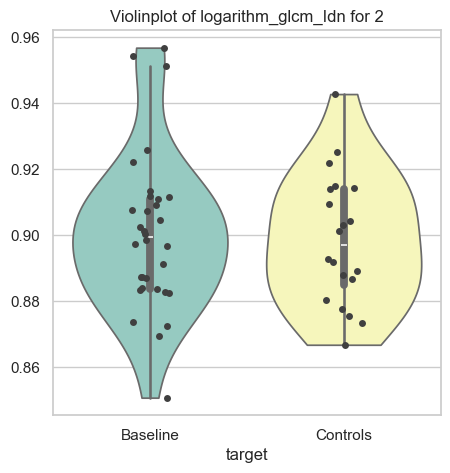 Violinplot of logarithm_glcm_Idn for 2
0.96
0.94
0.92
0.90
0.88
0.86
Baseline
Controls
target